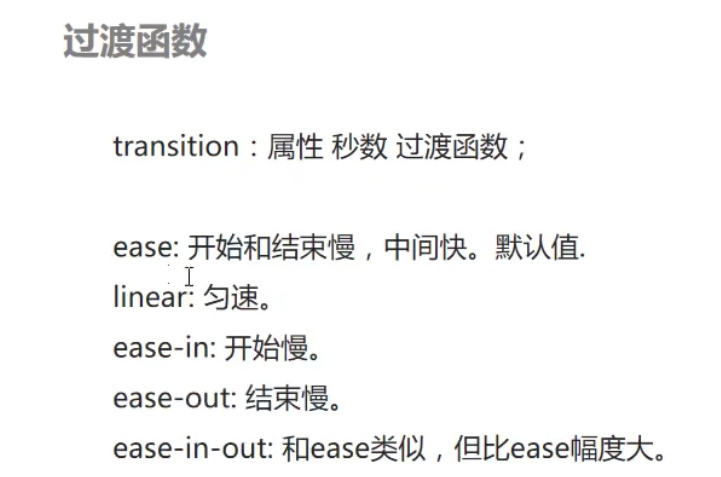 过渡函数
transition：属性 秒数 过渡函数；
ease: 开始和结束慢，中间快。默认值.
linear: 匀速。
ease-in: 开始慢。
ease-out: 结束慢。
ease-in-out: 和ease类似，但比ease幅度大。